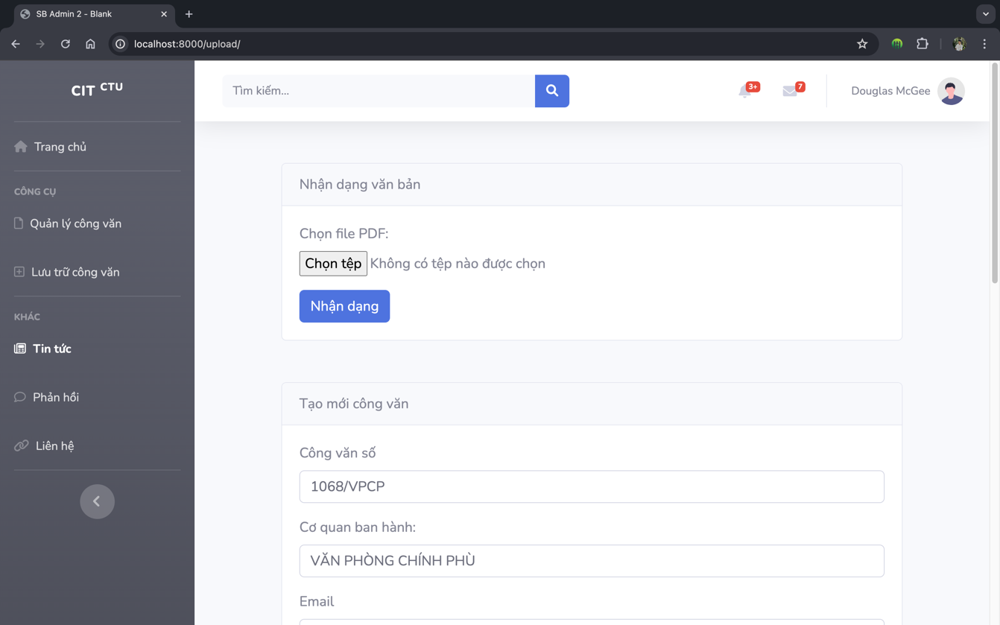 SB Admin 2 - Blank
localhost:8000/upload/
CIT CTU
Tìm kiếm...
3+
7
Douglas McGee
Trang chủ
CÔNG CỤ
Quản lý công văn
Lưu trữ công văn
KHÁC
Tin tức
Phản hồi
Liên hệ
Nhận dạng văn bản
Chọn file PDF:
Chọn tệp Không có tệp nào được chọn
Nhận dạng
Tạo mới công văn
Công văn số
1068/VPCP
Cơ quan ban hành:
VĂN PHÒNG CHÍNH PHÙ
Email